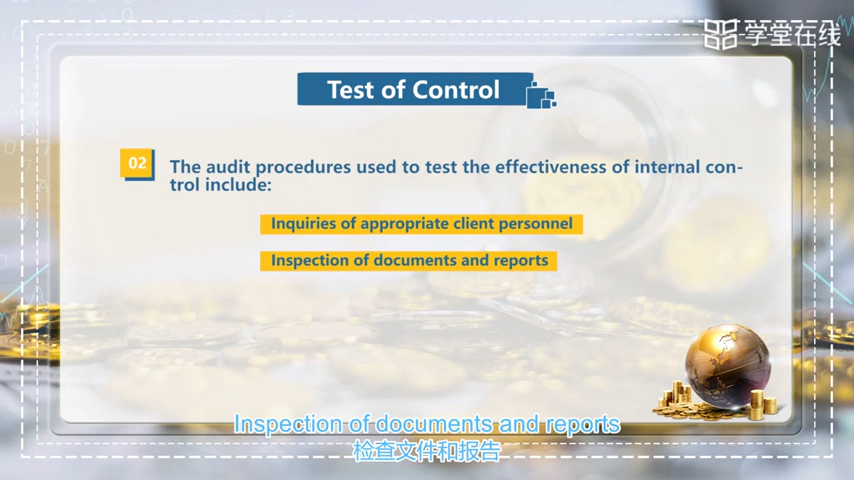 学堂在线
Test of Control
02
The audit procedures used to test the effectiveness of internal con-
trol include:
Inquiries of appropriate client personnel
Inspection of documents and reports
Inspection of documents and reports
检查文件和报告